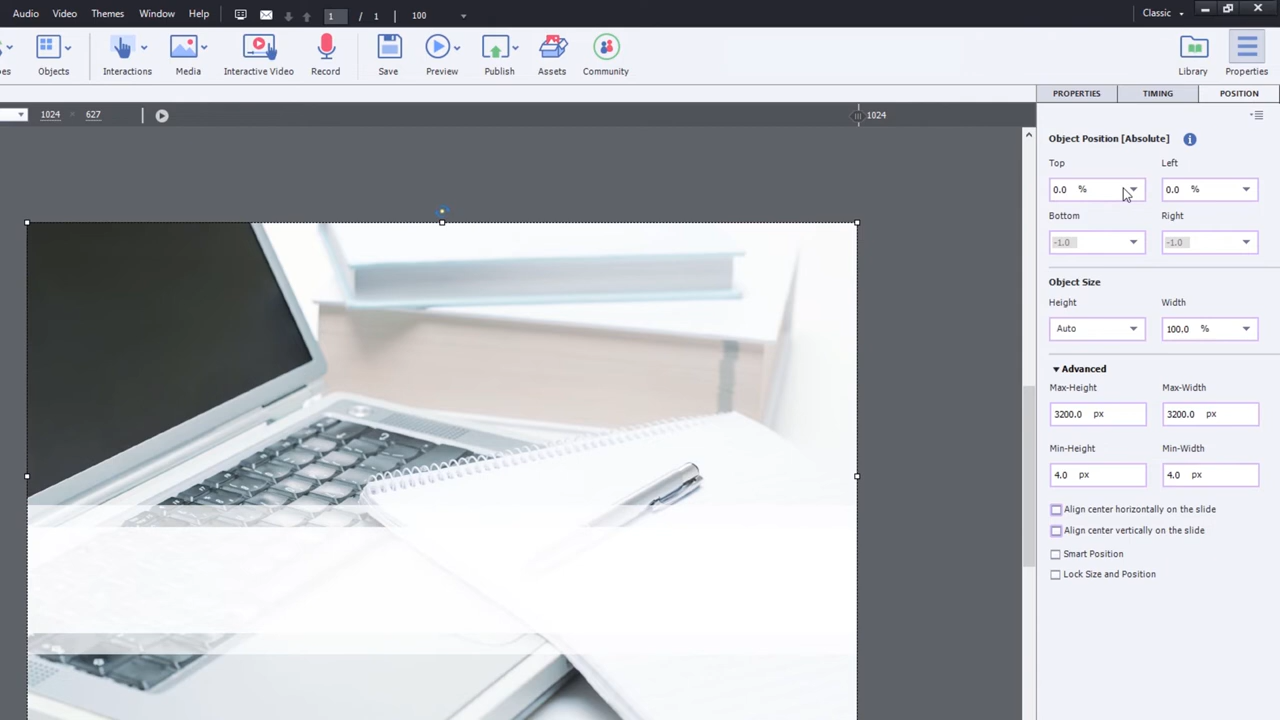 Audio Video Themes Window Help 1 / 1 100 Classic
Objects Interactions Media Interactive Video Record Save Preview Publish Assets Community Library Properties
PROPERTIES TIMING POSITION
1024 × 627 1024
Object Position [Absolute]
Top Left
0.0 % 0.0 %
Bottom Right
-1.0 -1.0
Object Size
Height Width
Auto 100.0 %
Advanced
Max-Height Max-Width
3200.0 px 3200.0 px
Min-Height Min-Width
4.0 px 4.0 px
Align center horizontally on the slide
Align center vertically on the slide
Smart Position
Lock Size and Position